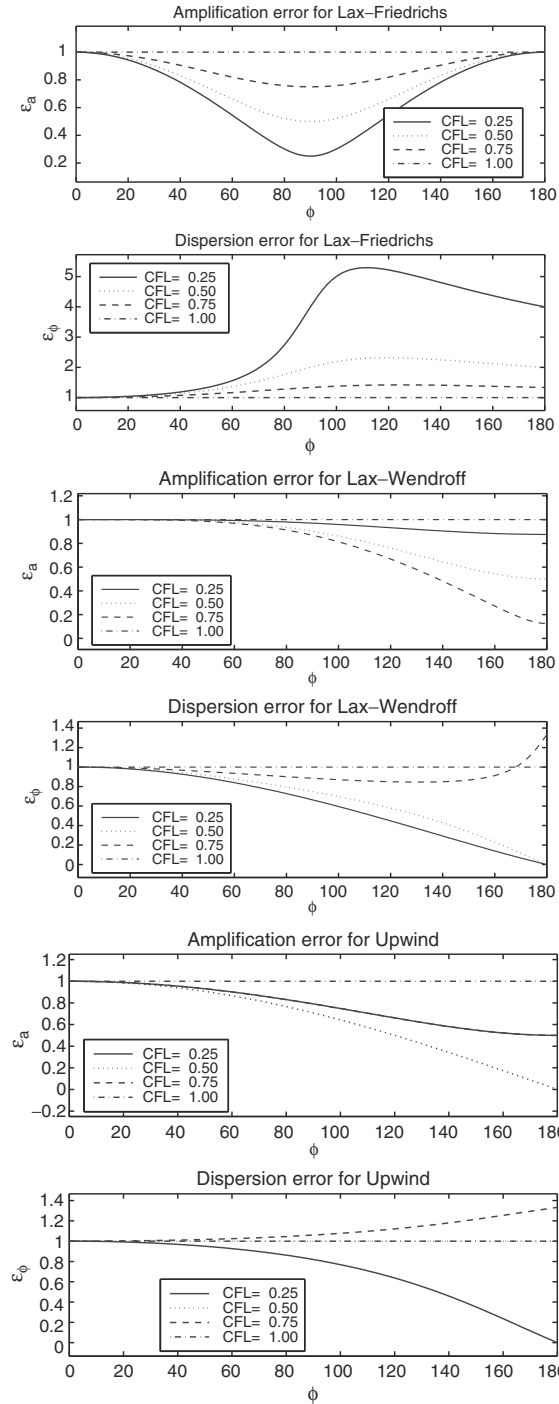 Amplification error for Lax–Friedrichs
1
0.8
0.6
0.4
0.2
εa
CFL= 0.25
CFL= 0.50
CFL= 0.75
CFL= 1.00
0 20 40 60 80 100 120 140 160 180
ϕ
Dispersion error for Lax–Friedrichs
5
4
3
2
1
εϕ
CFL= 0.25
CFL= 0.50
CFL= 0.75
CFL= 1.00
0 20 40 60 80 100 120 140 160 180
ϕ
Amplification error for Lax–Wendroff
1.2
1
0.8
0.6
0.4
0.2
0
εa
CFL= 0.25
CFL= 0.50
CFL= 0.75
CFL= 1.00
0 20 40 60 80 100 120 140 160 180
ϕ
Dispersion error for Lax–Wendroff
1.4
1.2
1
0.8
0.6
0.4
0.2
0
εϕ
CFL= 0.25
CFL= 0.50
CFL= 0.75
CFL= 1.00
0 20 40 60 80 100 120 140 160 180
ϕ
Amplification error for Upwind
1.2
1
0.8
0.6
0.4
0.2
0
−0.2
εa
CFL= 0.25
CFL= 0.50
CFL= 0.75
CFL= 1.00
0 20 40 60 80 100 120 140 160 18
ϕ
Dispersion error for Upwind
1.4
1.2
1
0.8
0.6
0.4
0.2
0
εϕ
CFL= 0.25
CFL= 0.50
CFL= 0.75
CFL= 1.00
0 20 40 60 80 100 120 140 160 18
ϕ